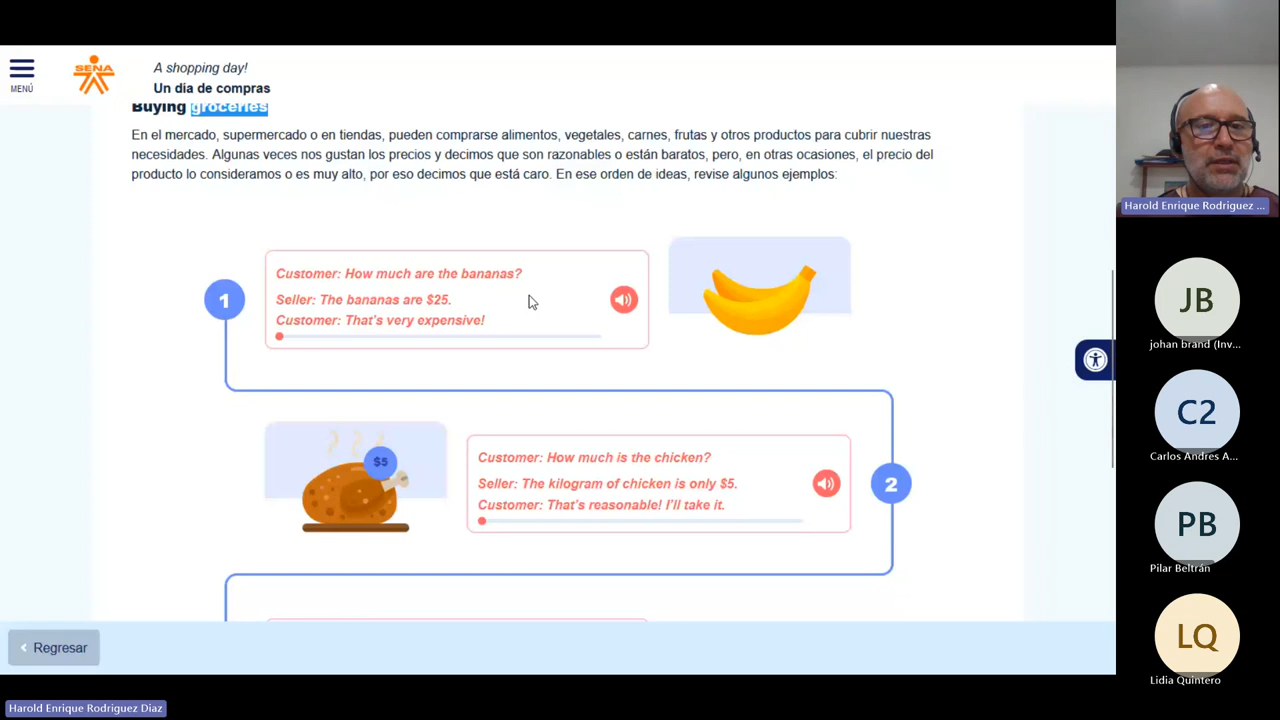 MENÚ
SENA
A shopping day!
Un día de compras
Buying groceries
En el mercado, supermercado o en tiendas, pueden comprarse alimentos, vegetales, carnes, frutas y otros productos para cubrir nuestras
necesidades. Algunas veces nos gustan los precios y decimos que son razonables o están baratos, pero, en otras ocasiones, el precio del
producto lo consideramos o es muy alto, por eso decimos que está caro. En ese orden de ideas, revise algunos ejemplos:
1
Customer: How much are the bananas?
Seller: The bananas are $25.
Customer: That's very expensive!
$5
Customer: How much is the chicken?
Seller: The kilogram of chicken is only $5.
Customer: That's reasonable! I'll take it.
2
Regresar
Harold Enrique Rodriguez Diaz
Harold Enrique Rodriguez ...
JB
johan brand (Inv...
C2
Carlos Andres A...
PB
Pilar Beltrán
LQ
Lidia Quintero